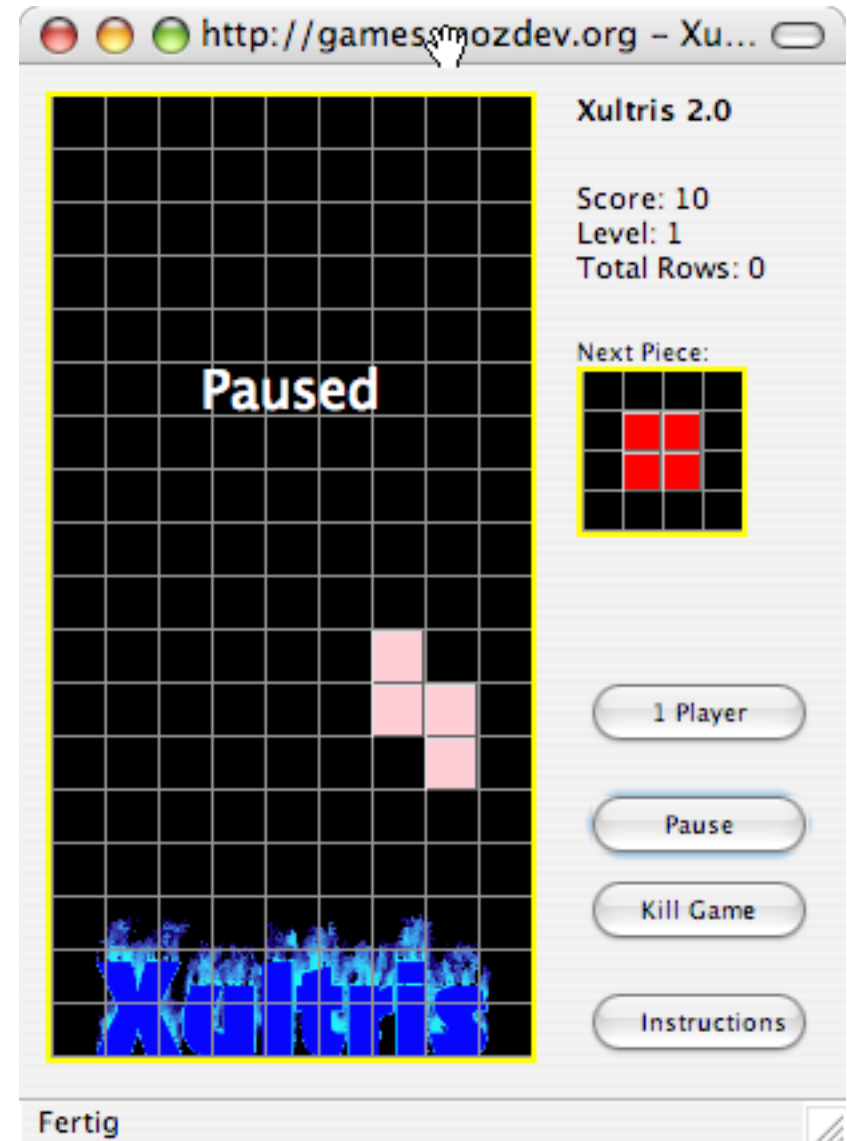 http://games.mozdev.org – Xu...
Xultris 2.0
Score: 10
Level: 1
Total Rows: 0
Next Piece:
Paused
1 Player
Pause
Kill Game
Xultris
Instructions
Fertig